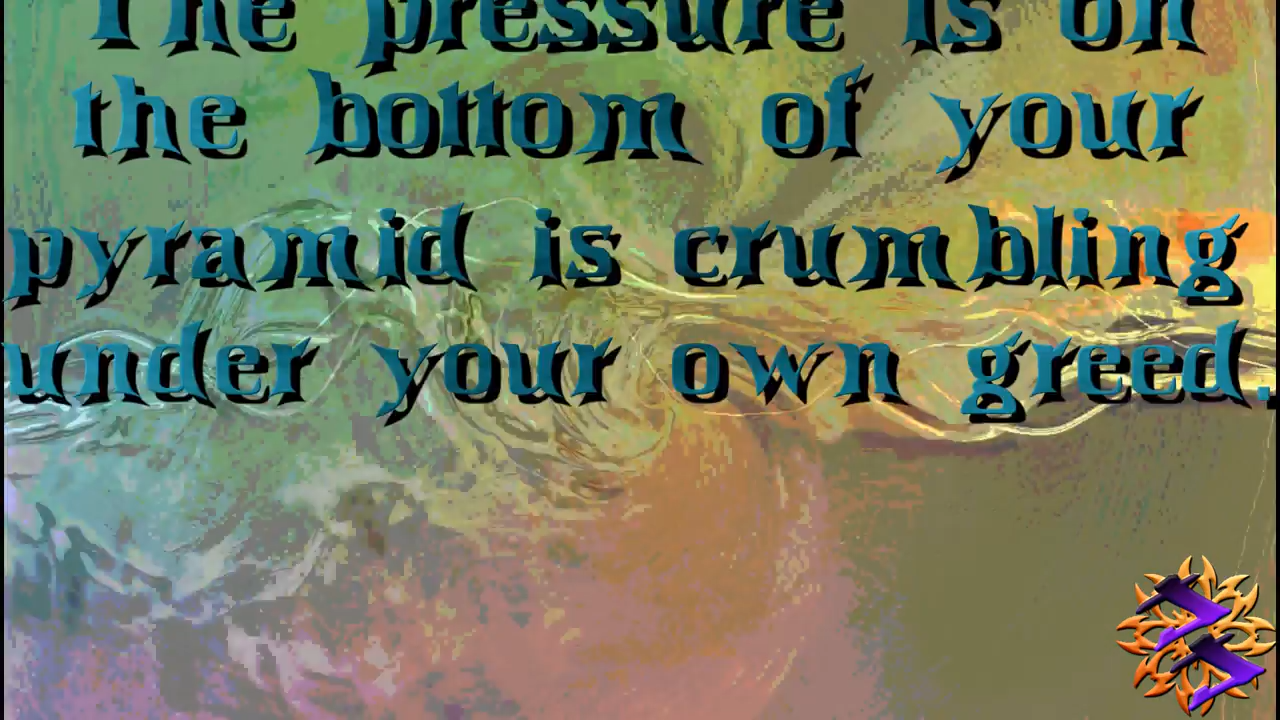 The pressure is on
the bottom of your
pyramid is crumbling
under your own greed.